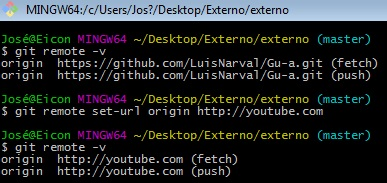 MINGW64:/c/Users/Jos?/Desktop/Externo/externo
José@Eicon MINGW64 ~/Desktop/Externo/externo (master)
$ git remote -v
origin  https://github.com/LuisNarval/Gu-a.git (fetch)
origin  https://github.com/LuisNarval/Gu-a.git (push)
José@Eicon MINGW64 ~/Desktop/Externo/externo (master)
$ git remote set-url origin http://youtube.com
José@Eicon MINGW64 ~/Desktop/Externo/externo (master)
$ git remote -v
origin  http://youtube.com (fetch)
origin  http://youtube.com (push)